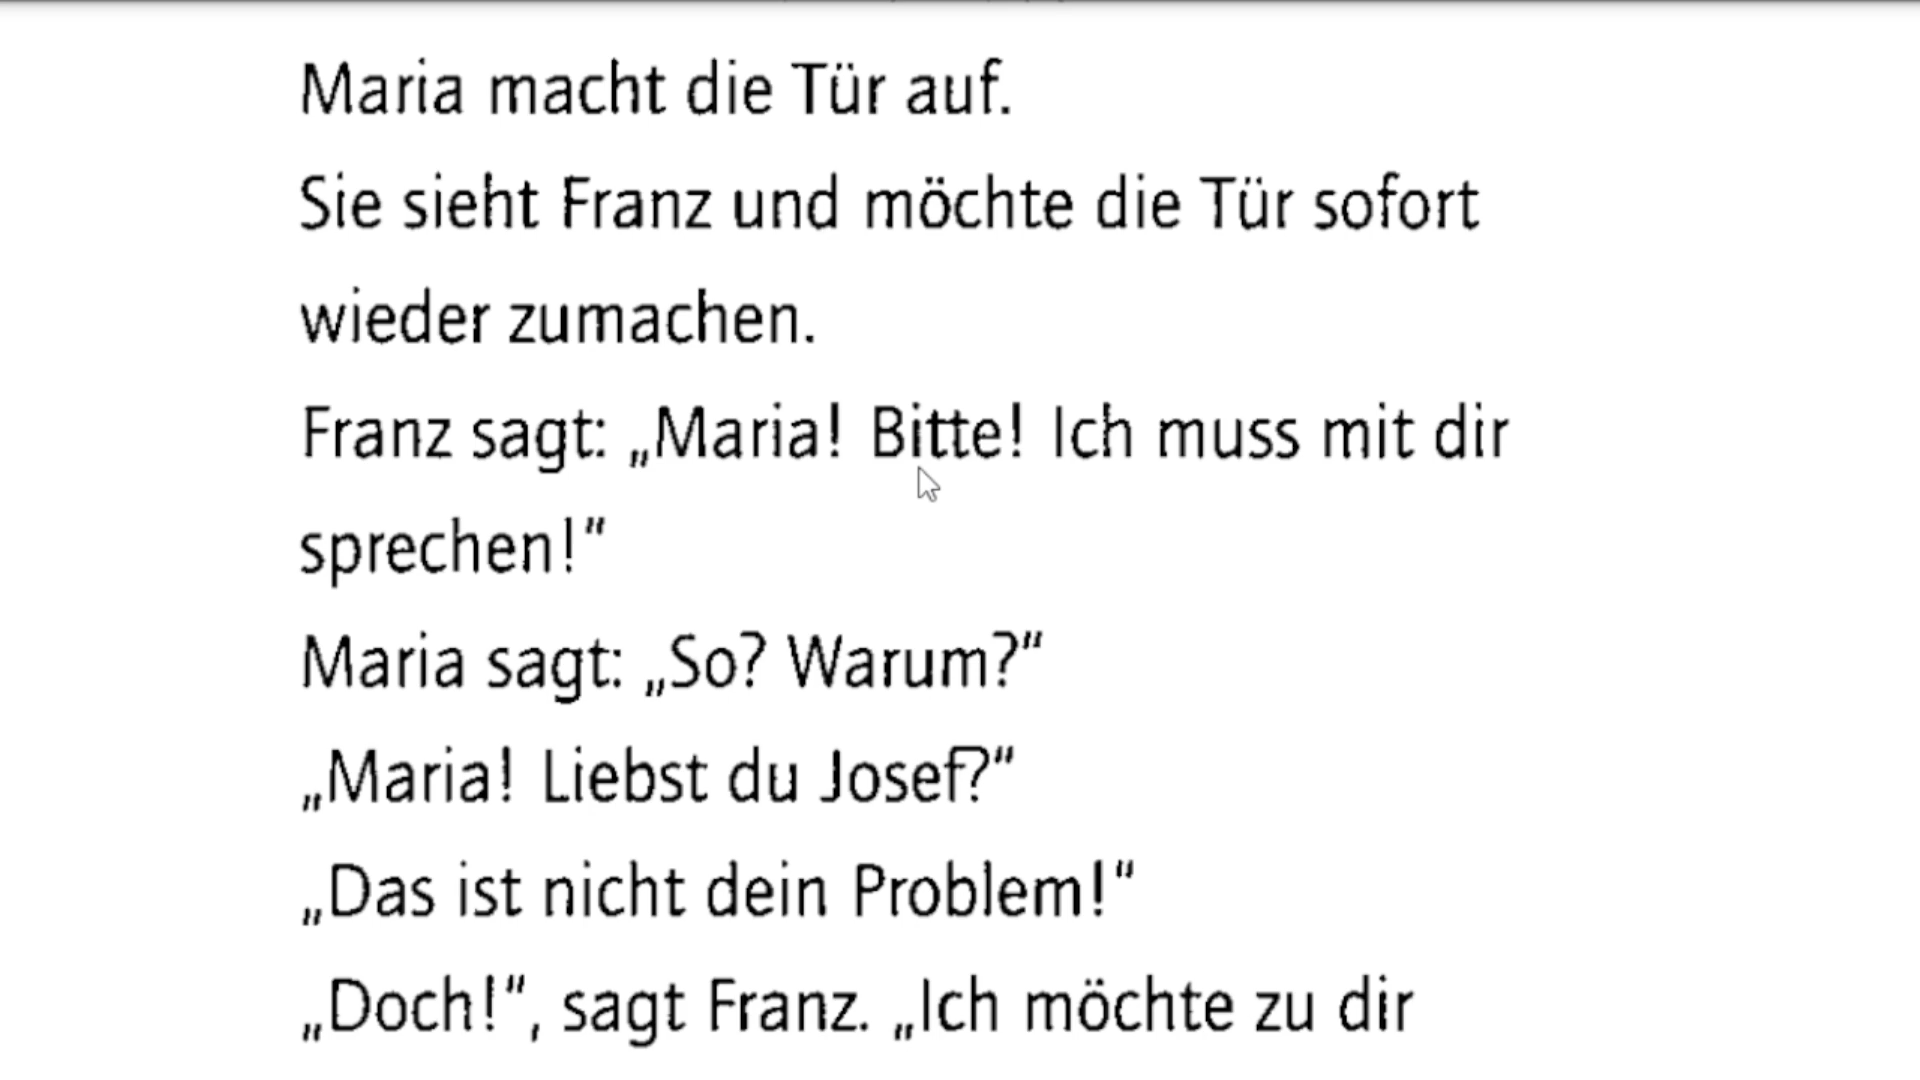 Maria macht die Tür auf.
Sie sieht Franz und möchte die Tür sofort
wieder zumachen.
Franz sagt: „Maria! Bitte! Ich muss mit dir
sprechen!“
Maria sagt: „So? Warum?“
„Maria! Liebst du Josef?“
„Das ist nicht dein Problem!“
„Doch!“, sagt Franz. „Ich möchte zu dir